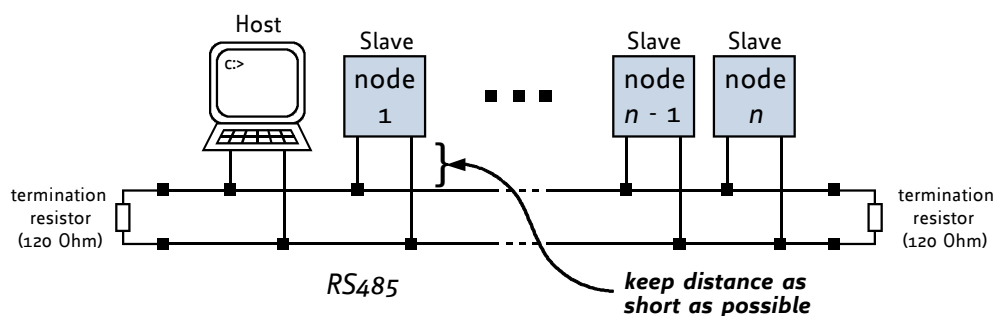 Host
c:>
Slave
node
1
Slave
node
n - 1
Slave
node
n
termination
resistor
(120 Ohm)
termination
resistor
(120 Ohm)
RS485
keep distance as
short as possible